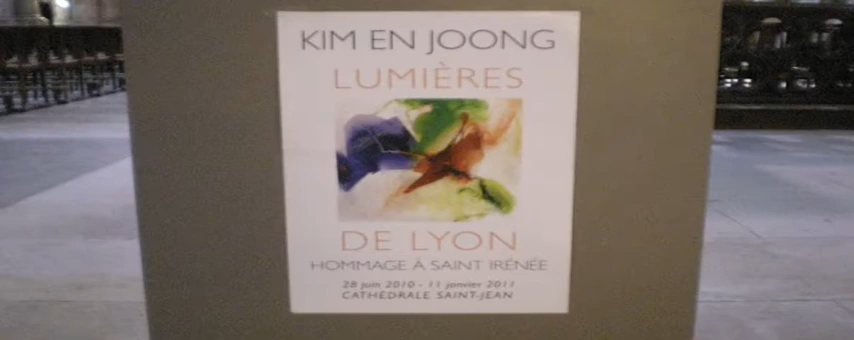 KIM EN JOONG
LUMIÈRES
DE LYON
HOMMAGE À SAINT IRÉNÉE
28 juin 2010 - 11 janvier 2011
CATHÉDRALE SAINT-JEAN